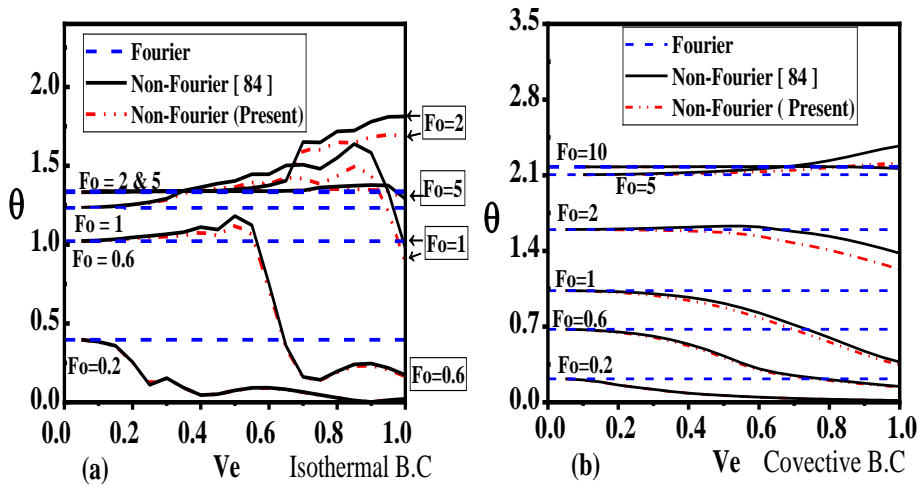 Fourier
Non-Fourier [ 84 ]
Non-Fourier (Present)
2.0
1.5
1.0
0.5
0.0
θ
Fo=2
Fo = 2 & 5
Fo=5
Fo = 1
Fo=1
Fo = 0.6
Fo=0.2
Fo=0.6
0.0 0.2 0.4 0.6 0.8 1.0
(a) Ve Isothermal B.C
Fourier
Non-Fourier [ 84 ]
Non-Fourier ( Present)
3.5
2.8
2.1
1.4
0.7
0.0
θ
Fo=10
Fo=5
Fo=2
Fo=1
Fo=0.6
Fo=0.2
0.0 0.2 0.4 0.6 0.8 1.0
(b) Ve Covective B.C